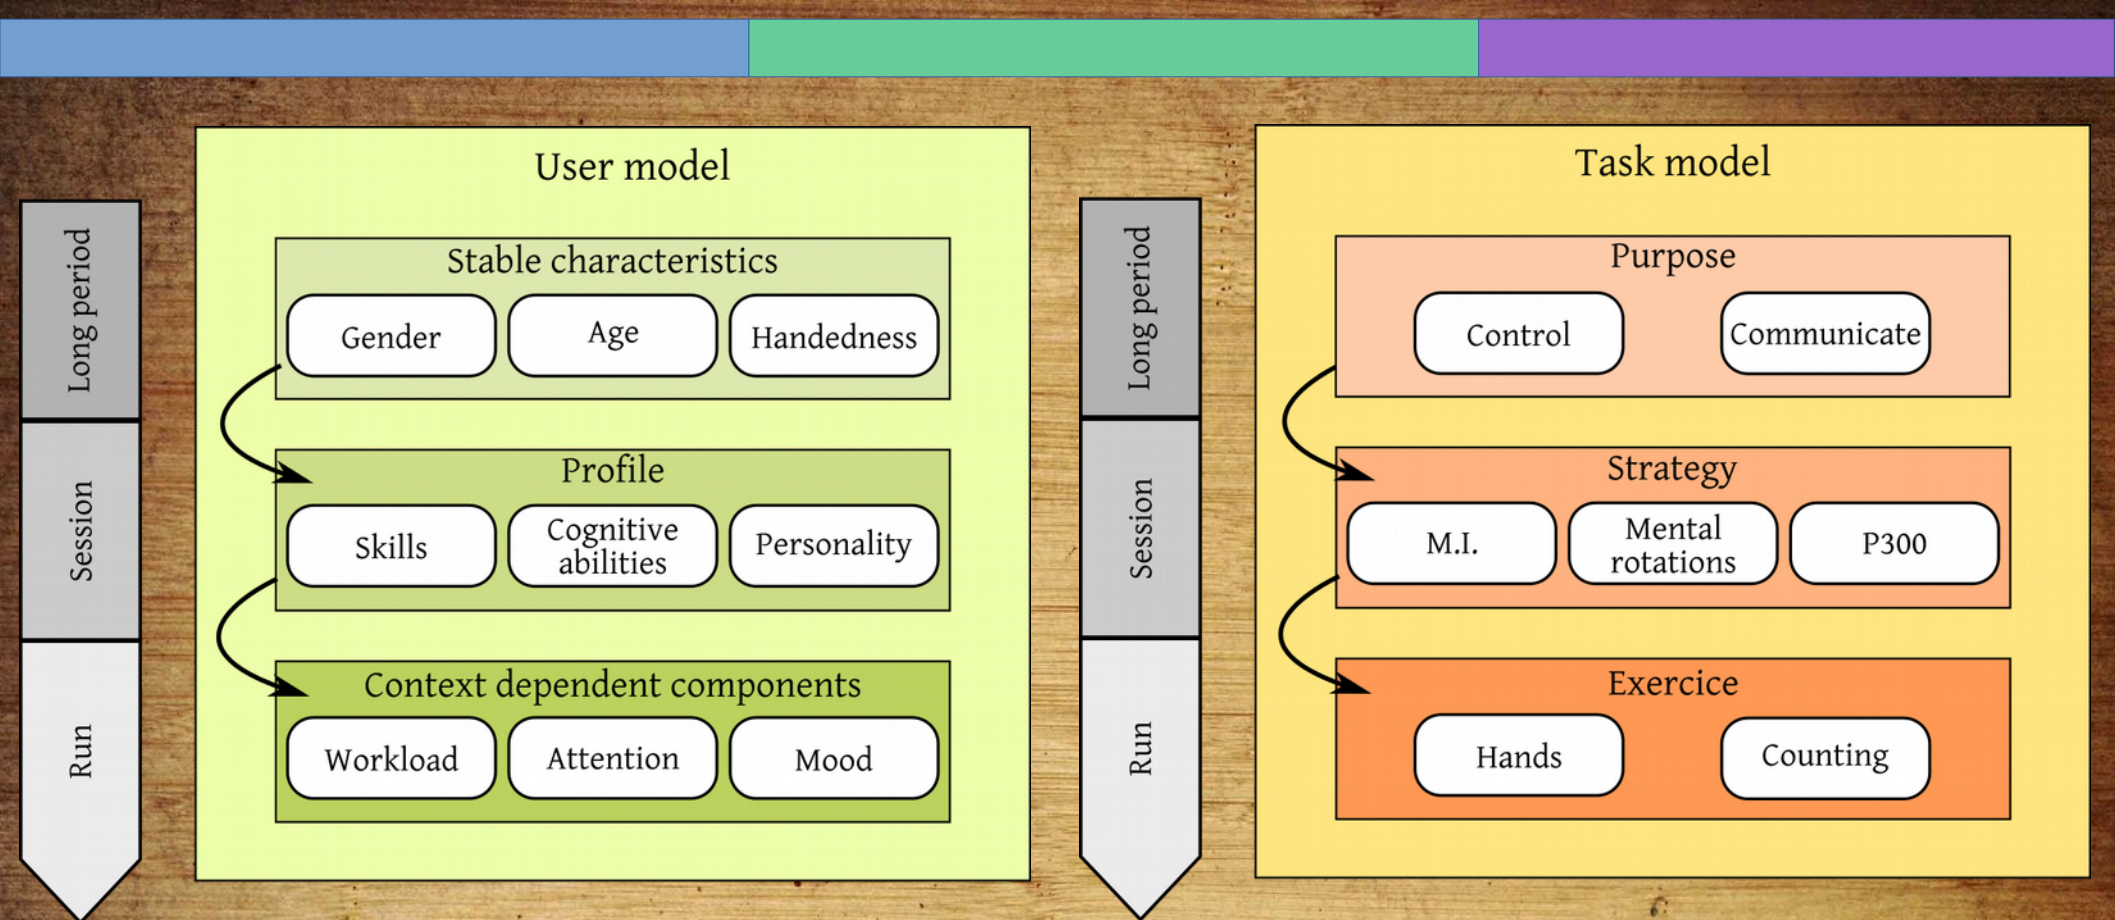 User model
Long period
Session
Run
Stable characteristics
Gender
Age
Handedness
Profile
Skills
Cognitive
abilities
Personality
Context dependent components
Workload
Attention
Mood
Task model
Long period
Session
Run
Purpose
Control
Communicate
Strategy
M.I.
Mental
rotations
P300
Exercice
Hands
Counting